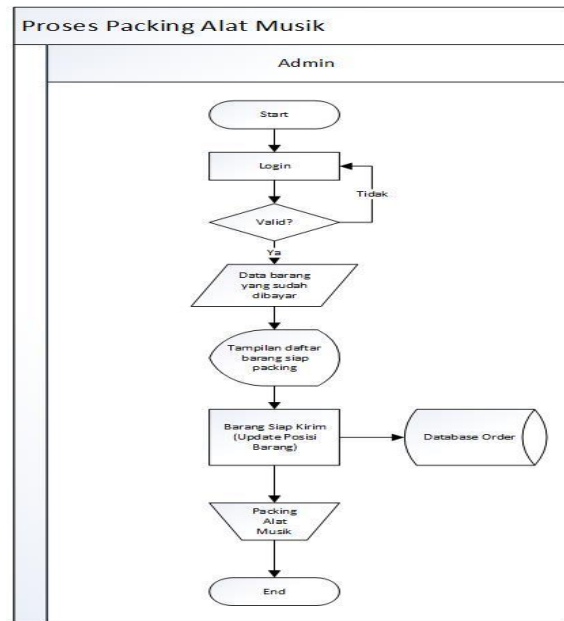 Proses Packing Alat Musik
Admin
Start
Login
Tidak
Valid?
Ya
Data barang
yang sudah
dibayar
Tampilan daftar
barang siap
packing
Barang Siap Kirim
(Update Posisi
Barang)
Database Order
Packing
Alat
Musik
End